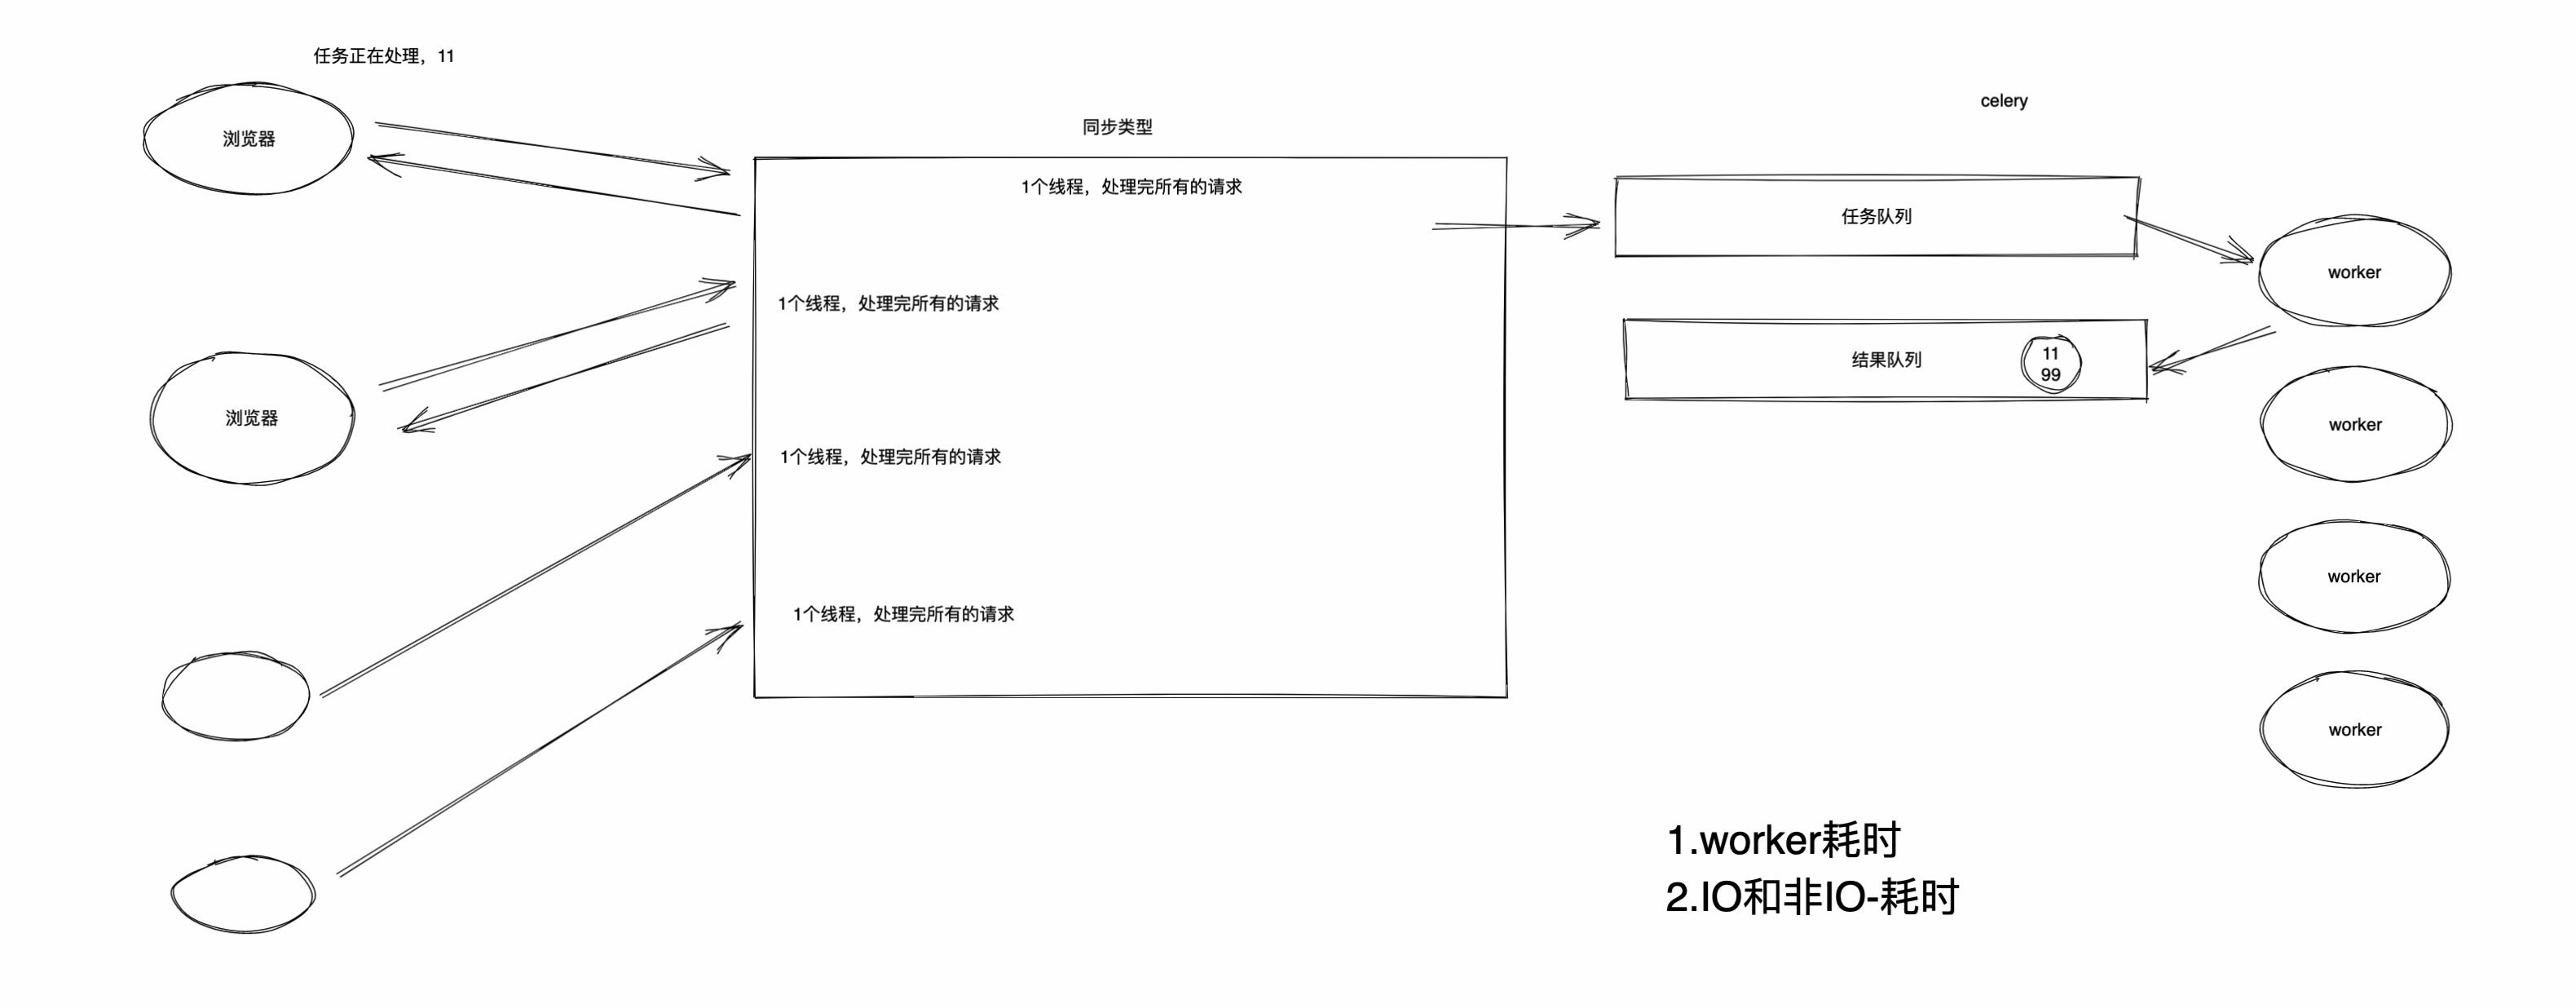 任务正在处理，11
浏览器
浏览器
同步类型
1个线程，处理完所有的请求
1个线程，处理完所有的请求
1个线程，处理完所有的请求
1个线程，处理完所有的请求
celery
任务队列
结果队列
11
99
worker
worker
worker
worker
1.worker耗时
2.IO和非IO-耗时